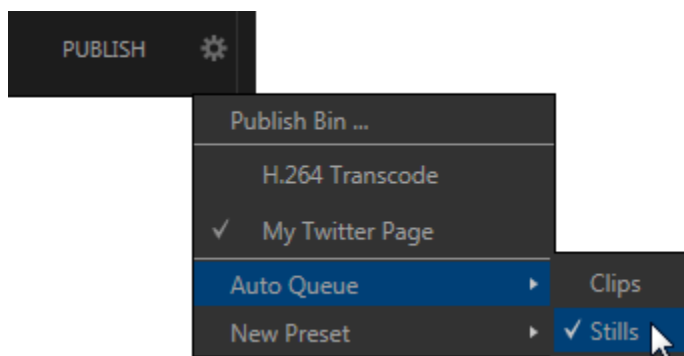 PUBLISH
Publish Bin ...
H.264 Transcode
My Twitter Page
Auto Queue
Clips
New Preset
Stills